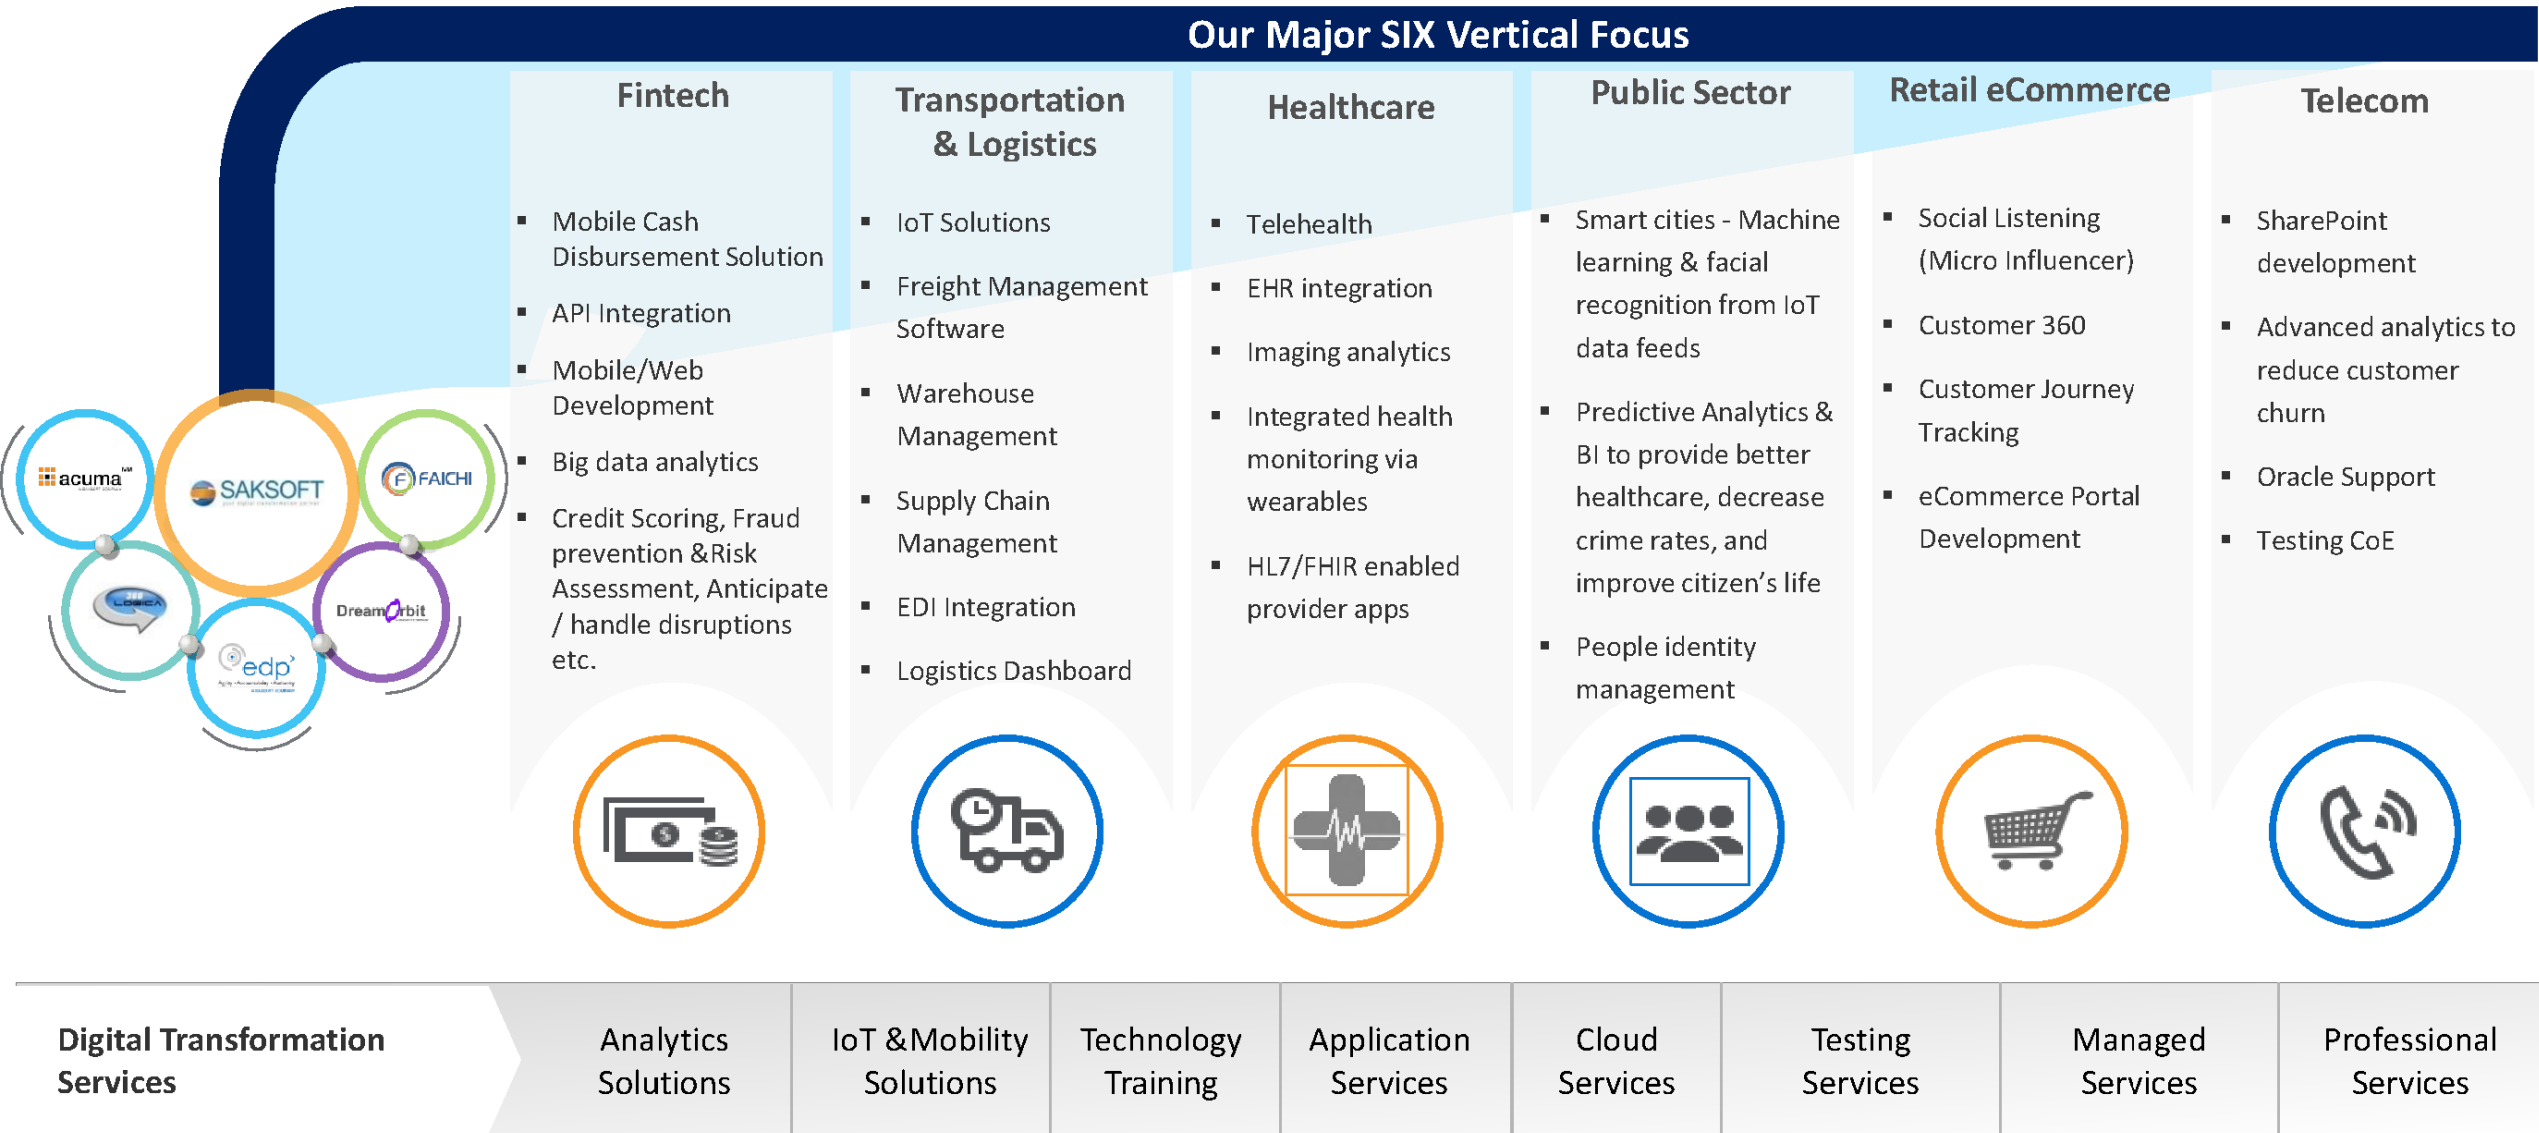 Our Major SIX Vertical Focus
Fintech
▪ Mobile Cash
Disbursement Solution
▪ API Integration
▪ Mobile/Web
Development
▪ Big data analytics
▪ Credit Scoring, Fraud
prevention &Risk
Assessment, Anticipate
/ handle disruptions
etc.
Transportation
& Logistics
▪ IoT Solutions
▪ Freight Management
Software
▪ Warehouse
Management
▪ Supply Chain
Management
▪ EDI Integration
▪ Logistics Dashboard
Healthcare
▪ Telehealth
▪ EHR integration
▪ Imaging analytics
▪ Integrated health
monitoring via
wearables
▪ HL7/FHIR enabled
provider apps
Public Sector
▪ Smart cities - Machine
learning & facial
recognition from IoT
data feeds
▪ Predictive Analytics &
BI to provide better
healthcare, decrease
crime rates, and
improve citizen's life
▪ People identity
management
Retail eCommerce
▪ Social Listening
(Micro Influencer)
▪ Customer 360
▪ Customer Journey
Tracking
▪ eCommerce Portal
Development
Telecom
▪ SharePoint
development
▪ Advanced analytics to
reduce customer
churn
▪ Oracle Support
▪ Testing CoE
acuma
SAKSOFT
your digital transformation partner
FAICHI
360
LOGICA
edp
DreamOrbit
Digital Transformation
Services
Analytics
Solutions
IoT &Mobility
Solutions
Technology
Training
Application
Services
Cloud
Services
Testing
Services
Managed
Services
Professional
Services